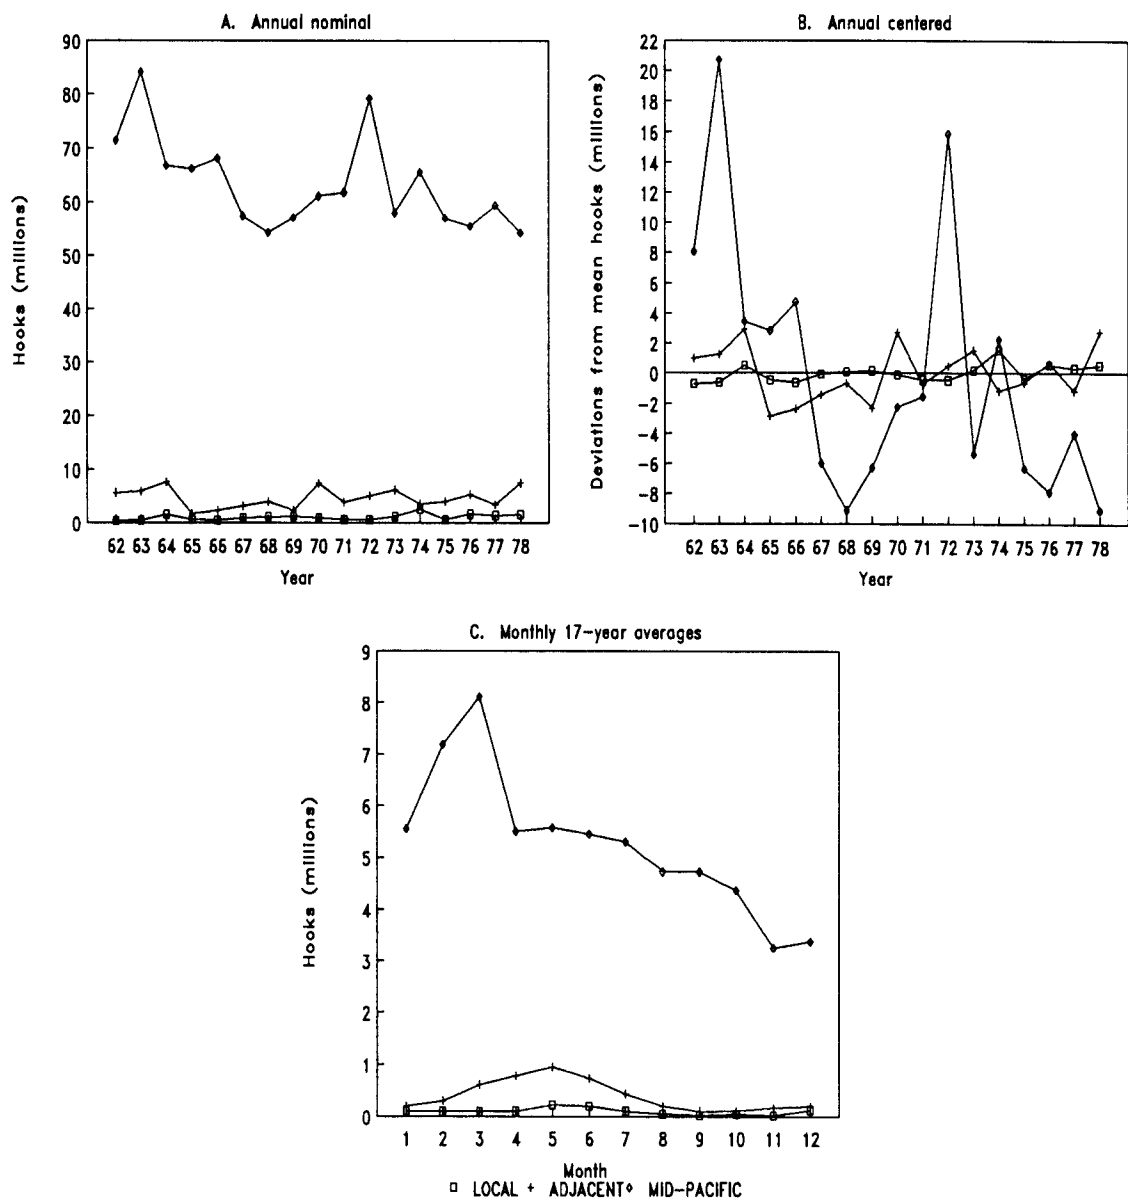 A. Annual nominal
90
80
70
60
50
40
30
20
10
0
Hooks (millions)
62 63 64 65 66 67 68 69 70 71 72 73 74 75 76 77 78
Year
B. Annual centered
22
20
18
16
14
12
10
8
6
4
2
0
-2
-4
-6
-8
-10
Deviations from mean hooks (millions)
62 63 64 65 66 67 68 69 70 71 72 73 74 75 76 77 78
Year
C. Monthly 17-year averages
9
8
7
6
5
4
3
2
1
0
Hooks (millions)
1 2 3 4 5 6 7 8 9 10 11 12
Month
LOCAL + ADJACENT MID-PACIFIC